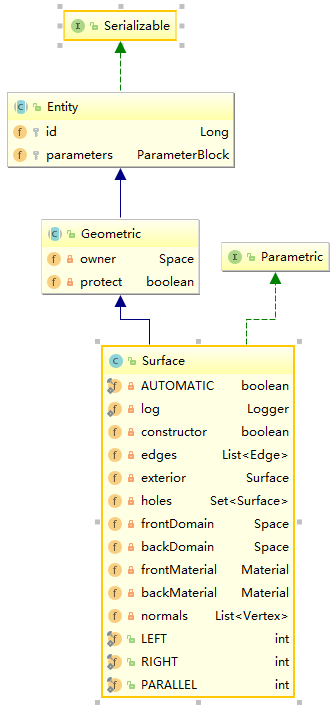 I Serializable
C Entity
f id Long
f parameters ParameterBlock
C Geometric
f owner Space
f protect boolean
I Parametric
C Surface
f AUTOMATIC boolean
f log Logger
f constructor boolean
f edges List<Edge>
f exterior Surface
f holes Set<Surface>
f frontDomain Space
f backDomain Space
f frontMaterial Material
f backMaterial Material
f normals List<Vertex>
f LEFT int
f RIGHT int
f PARALLEL int